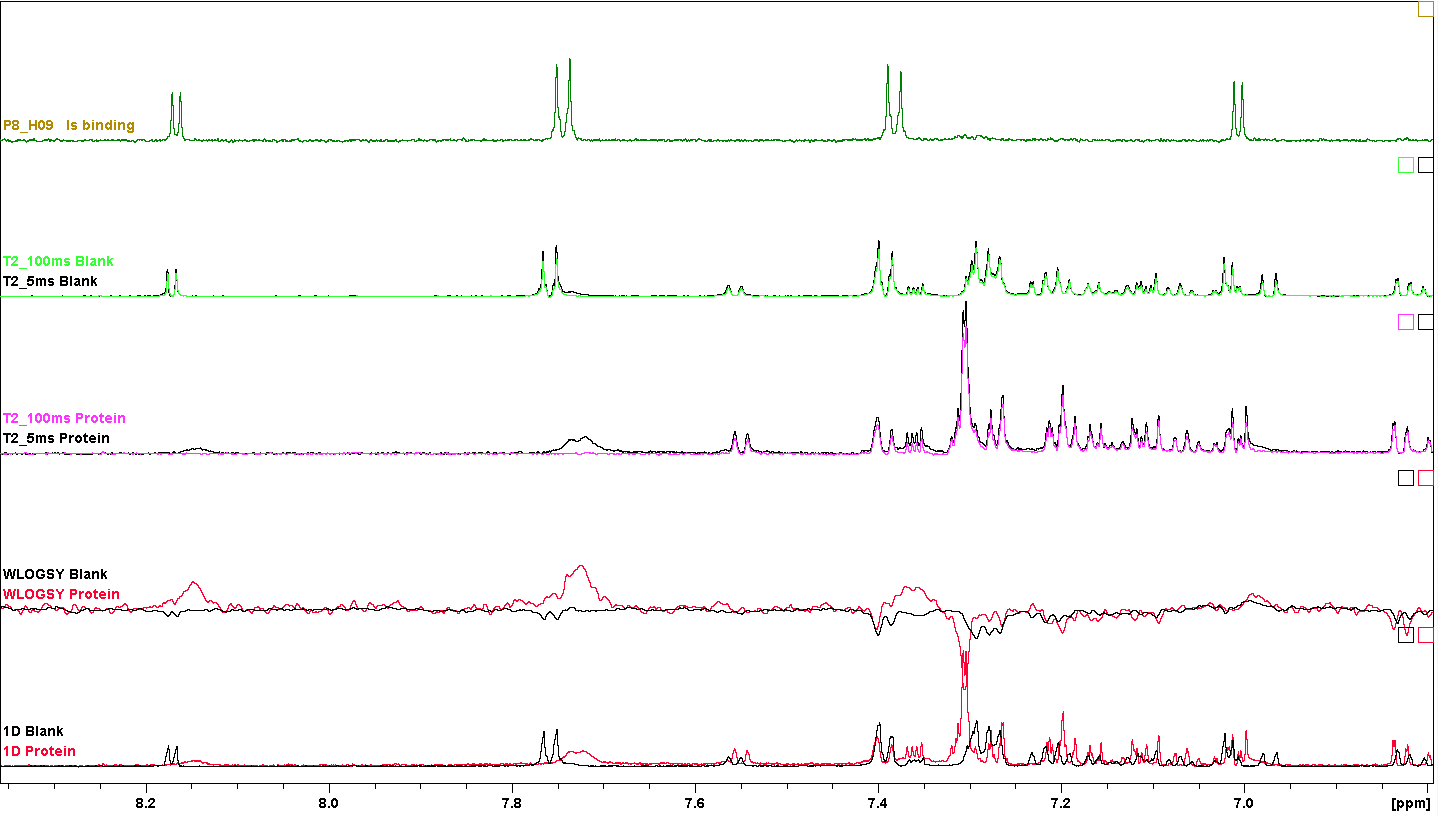 P8_H09 Is binding
T2_100ms Blank
T2_5ms Blank
T2_100ms Protein
T2_5ms Protein
WLOGSY Blank
WLOGSY Protein
1D Blank
1D Protein
8.2 8.0 7.8 7.6 7.4 7.2 7.0 [ppm]